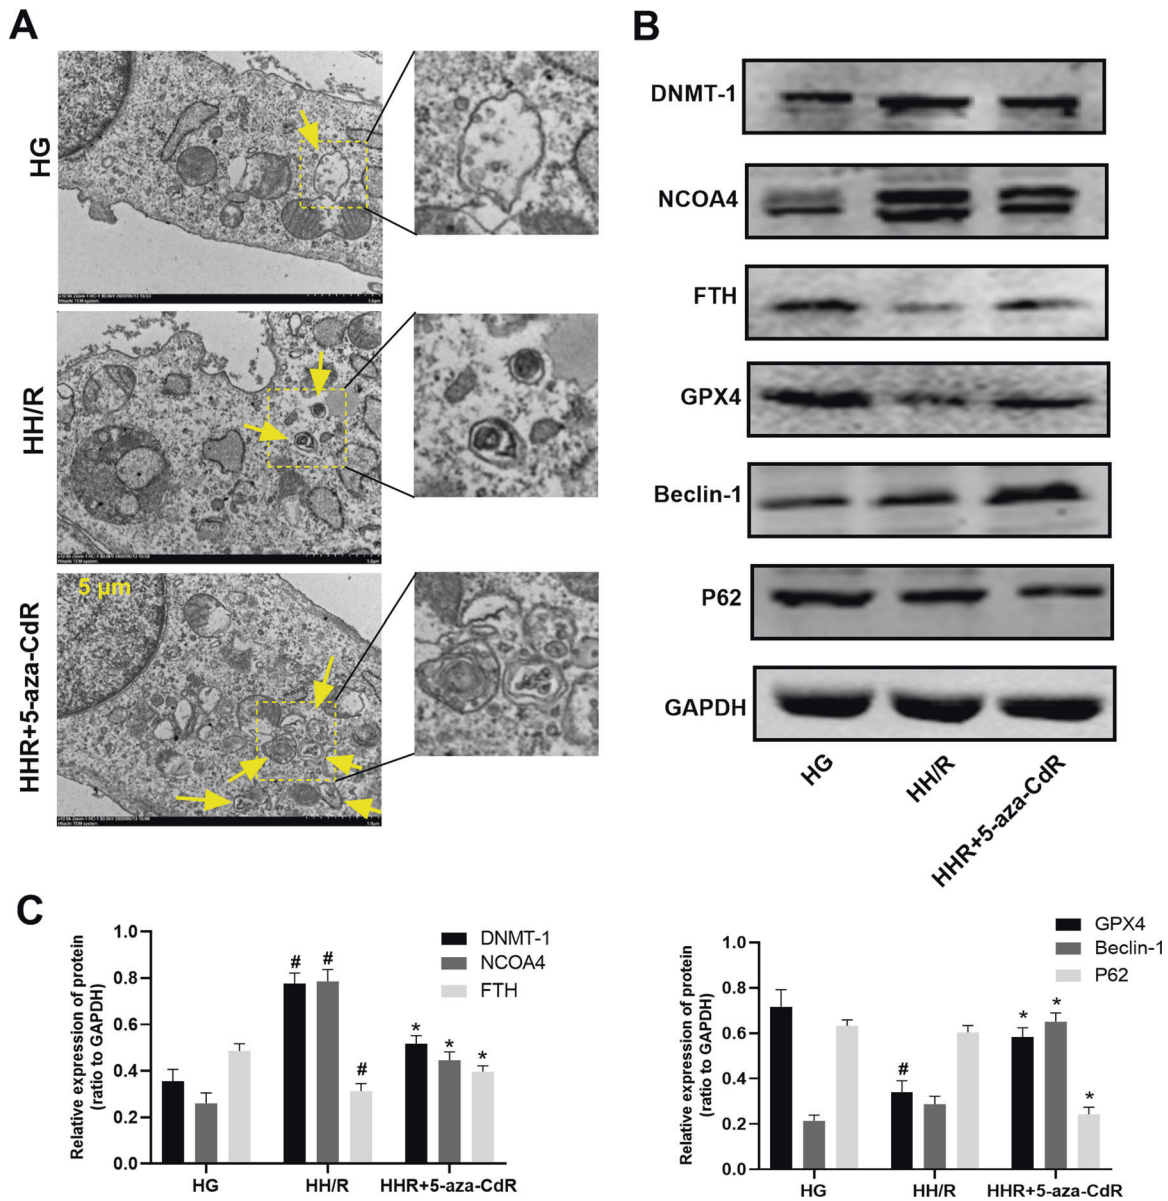 A
B
HG
HH/R
HHR+5-aza-CdR
5 μm
DNMT-1
NCOA4
FTH
GPX4
Beclin-1
P62
GAPDH
HG
HH/R
HHR+5-aza-CdR
C
Relative expression of protein
(ratio to GAPDH)
1.0
0.8
0.6
0.4
0.2
0.0
DNMT-1
NCOA4
FTH
# #
#
* * *
HG HH/R HHR+5-aza-CdR
Relative expression of protein
(ratio to GAPDH)
1.0
0.8
0.6
0.4
0.2
0.0
GPX4
Beclin-1
P62
#
* *
*
HG HH/R HHR+5-aza-CdR